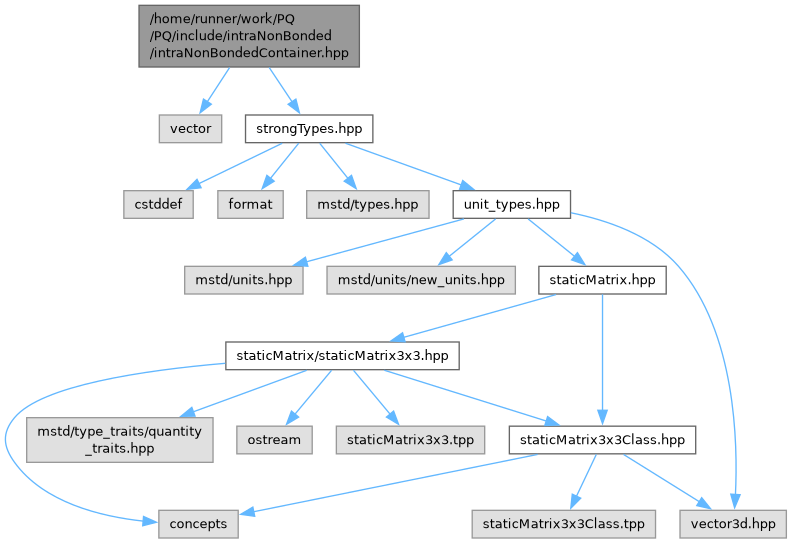 /home/runner/work/PQ
/PQ/include/intraNonBonded
/intraNonBondedContainer.hpp
vector
strongTypes.hpp
cstddef
format
mstd/types.hpp
unit_types.hpp
mstd/units.hpp
mstd/units/new_units.hpp
staticMatrix.hpp
staticMatrix/staticMatrix3x3.hpp
mstd/type_traits/quantity
_traits.hpp
ostream
staticMatrix3x3.tpp
staticMatrix3x3Class.hpp
concepts
staticMatrix3x3Class.tpp
vector3d.hpp